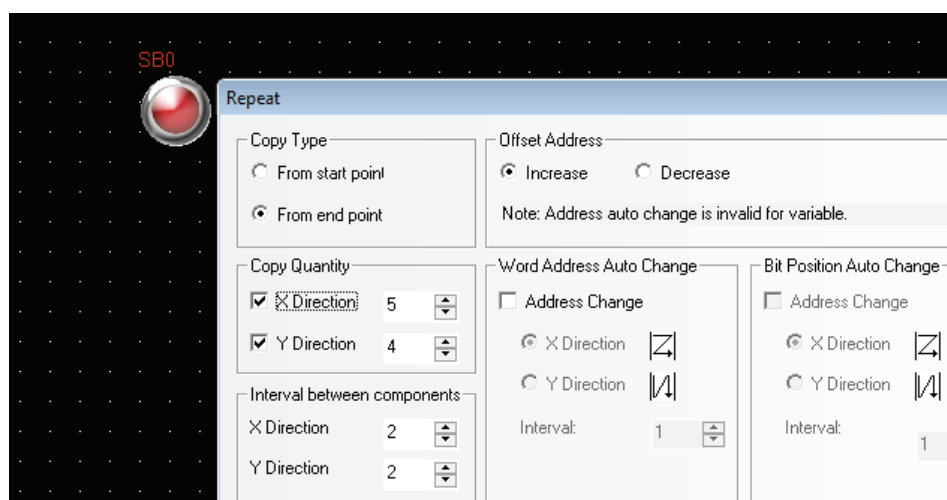 SB0
Repeat
Copy Type
From start point
From end point
Offset Address
Increase Decrease
Note: Address auto change is invalid for variable.
Copy Quantity
X Direction 5
Y Direction 4
Word Address Auto Change
Address Change
X Direction
Y Direction
Interval: 1
Bit Position Auto Change
Address Change
X Direction
Y Direction
Interval: 1
Interval between components
X Direction 2
Y Direction 2